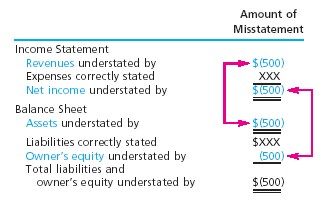 Amount of
Misstatement
Income Statement
Revenues understated by $(500)
Expenses correctly stated XXX
Net income understated by $(500)
Balance Sheet
Assets understated by $(500)
Liabilities correctly stated $XXX
Owner's equity understated by (500)
Total liabilities and
owner's equity understated by $(500)